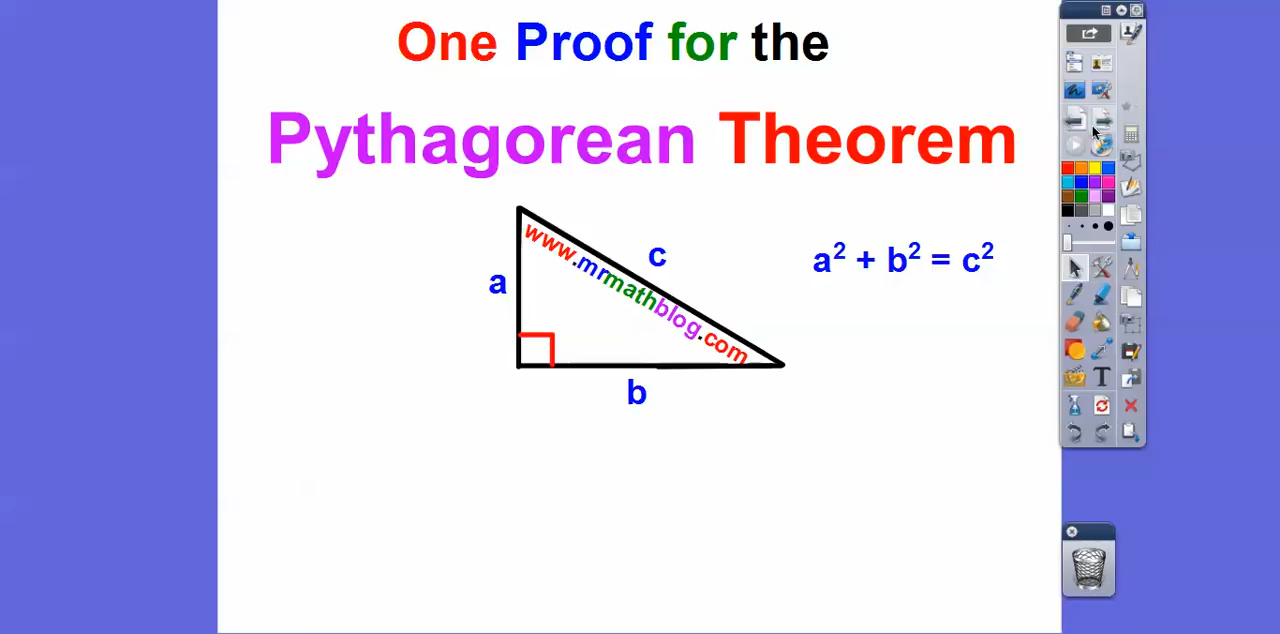 One Proof for the
Pythagorean Theorem
www.mrmathblog.com
c
a
a² + b² = c²
b
T